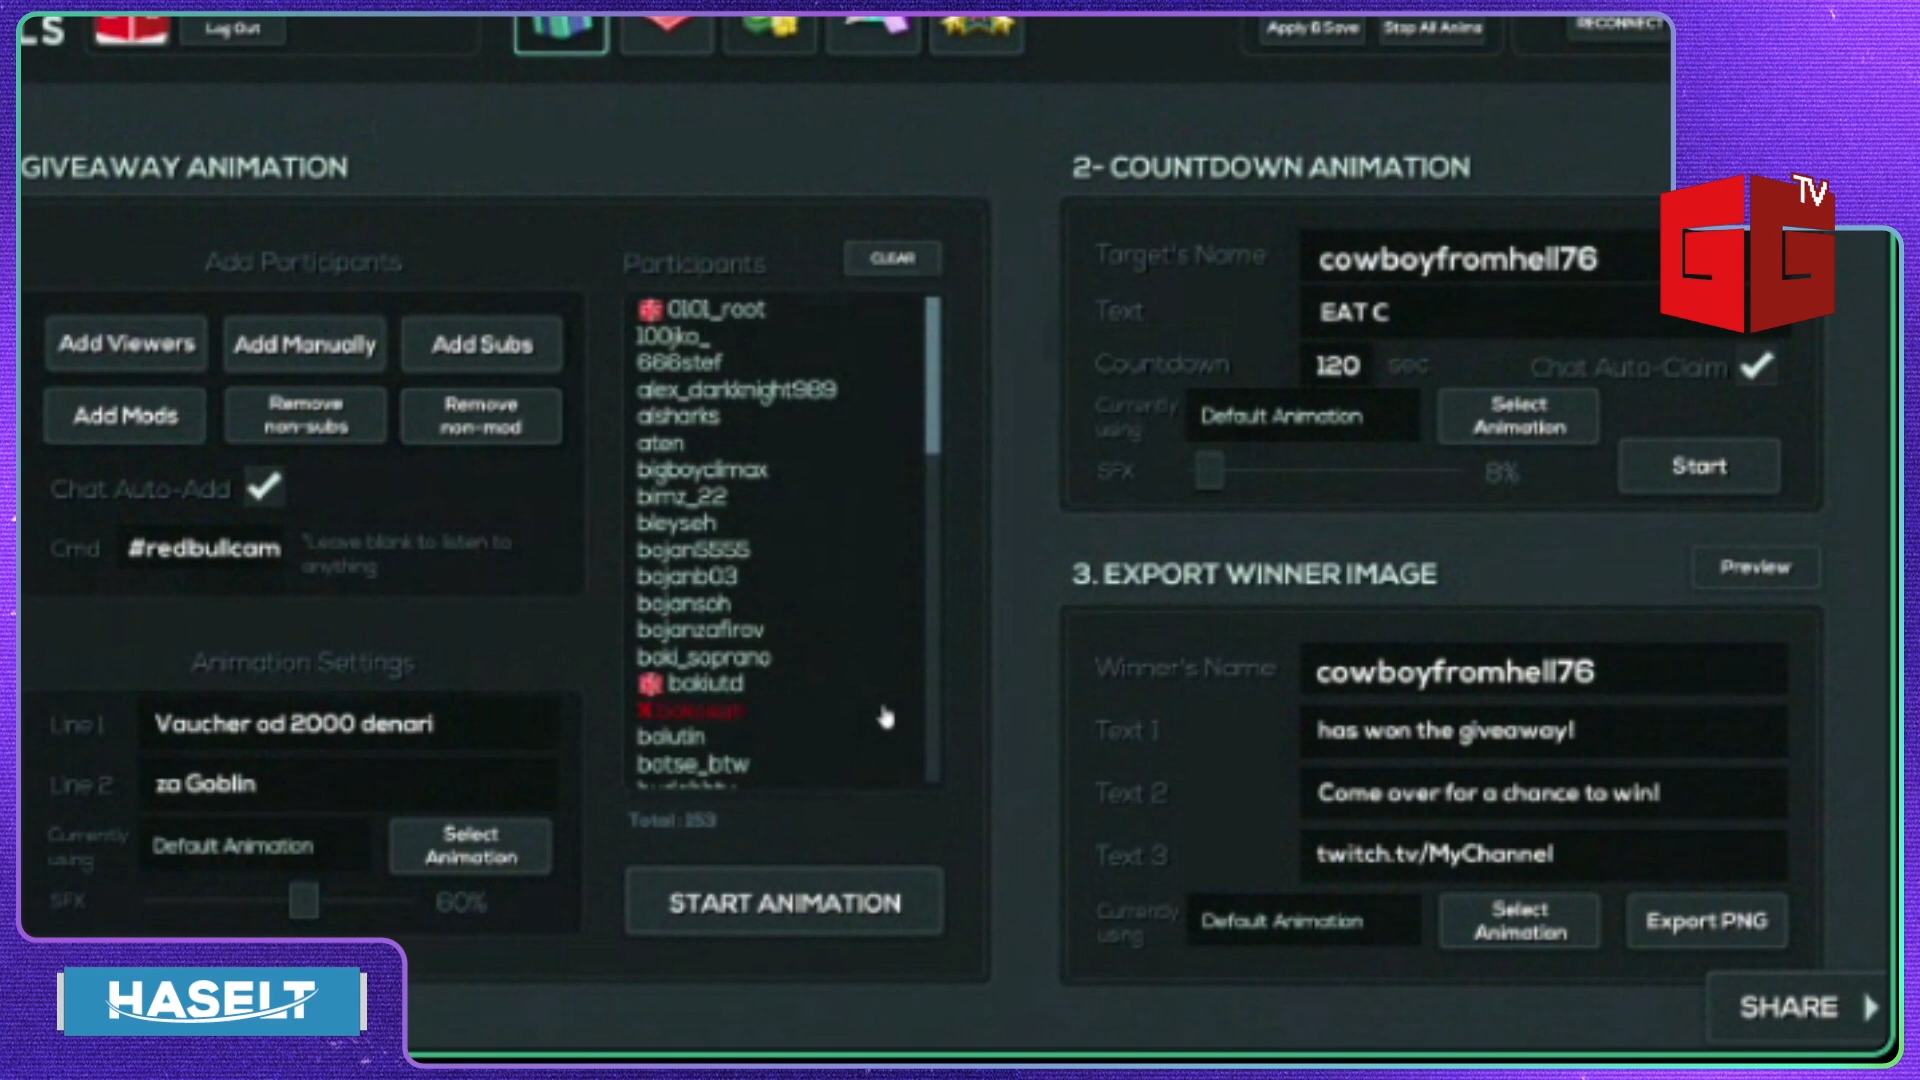 LS
Log Out
Apply & Save
Stop All Anims
RECONNECT
GIVEAWAY ANIMATION
Add Participants
Add Viewers
Add Manually
Add Subs
Add Mods
Remove
non-subs
Remove
non-mod
Chat Auto-Add
Cmd
#redbullcam
*Leave blank to listen to
anything
Animation Settings
Line 1
Vaucher od 2000 denari
Line 2
za Goblin
Currently
using
Default Animation
Select
Animation
SFX
60%
Participants
CLEAR
0101_root
100jko_
666stef
alex_darkknight989
alsharks
aten
bigboyclimax
bimz_22
bleyseh
bojan5555
bojanb03
bojansoh
bojanzafirov
boki_soprano
bokiutd
bolutin
botse_btw
Total: 153
START ANIMATION
2- COUNTDOWN ANIMATION
Target's Name
cowboyfromhell76
Text
EAT C
Countdown
120
sec
Chat Auto-Claim
Currently
using
Default Animation
Select
Animation
SFX
8%
Start
3. EXPORT WINNER IMAGE
Preview
Winner's Name
cowboyfromhell76
Text 1
has won the giveaway!
Text 2
Come over for a chance to win!
Text 3
twitch.tv/MyChannel
Currently
using
Default Animation
Select
Animation
Export PNG
SHARE
GG
TV
HASELT